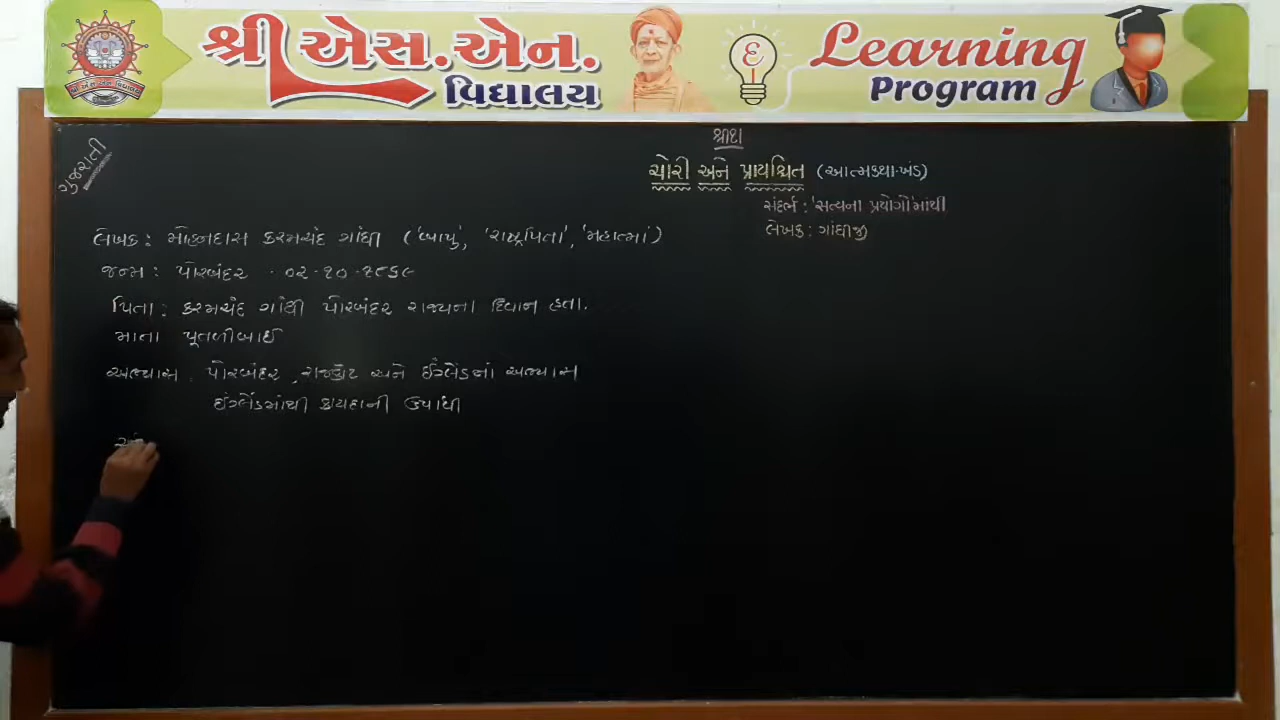 શ્રી એસ.એન.
વિદ્યાલય
Learning
Program
ગુજરાતી
ચોરી અને પ્રાયશ્ચિત (આત્મકથા-ખંડ)
સંદર્ભ : 'સત્યના પ્રયોગો'માંથી
લેખક : ગાંધીજી
લેખક : મોહનદાસ કરમચંદ ગાંધી ('બાપુ', 'રાષ્ટ્રપિતા', 'મહાત્મા')
જન્મ : પોરબંદર - ૦૨-૧૦-૧૮૬૯
પિતા : કરમચંદ ગાંધી પોરબંદર રાજ્યના દિવાન હતા.
માતા પૂતળીબાઈ
અભ્યાસ . પોરબંદર , રાજકોટ અને ઈંગ્લેંડમાં અભ્યાસ
ઈંગ્લેંડમાંથી કાયદાની ઉપાધી